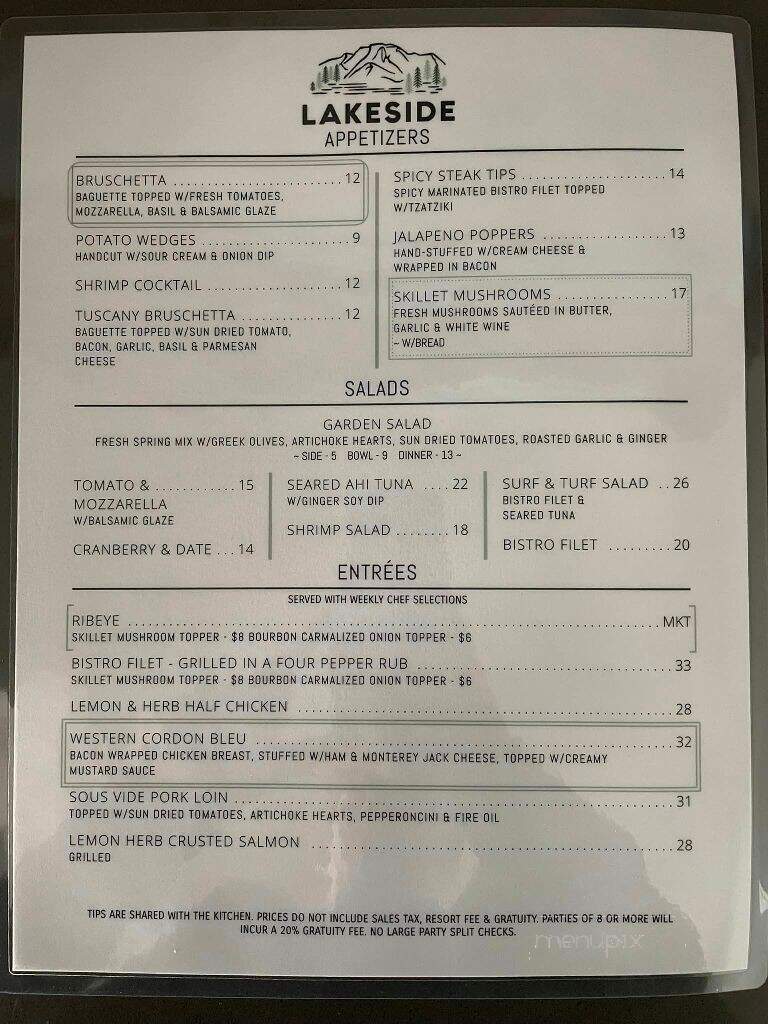 LAKESIDE
APPETIZERS
BRUSCHETTA ........................ 12
BAGUETTE TOPPED W/FRESH TOMATOES,
MOZZARELLA, BASIL & BALSAMIC GLAZE
POTATO WEDGES ..................... 9
HANDCUT W/SOUR CREAM & ONION DIP
SHRIMP COCKTAIL .................... 12
TUSCANY BRUSCHETTA ............... 12
BAGUETTE TOPPED W/SUN DRIED TOMATO,
BACON, GARLIC, BASIL & PARMESAN
CHEESE
SPICY STEAK TIPS ..................... 14
SPICY MARINATED BISTRO FILET TOPPED
W/TZATZIKI
JALAPENO POPPERS .................... 13
HAND-STUFFED W/CREAM CHEESE &
WRAPPED IN BACON
SKILLET MUSHROOMS ................ 17
FRESH MUSHROOMS SAUTÉED IN BUTTER,
GARLIC & WHITE WINE
~ W/BREAD
SALADS
GARDEN SALAD
FRESH SPRING MIX W/GREEK OLIVES, ARTICHOKE HEARTS, SUN DRIED TOMATOES, ROASTED GARLIC & GINGER
~ SIDE - 5 BOWL - 9 DINNER - 13 ~
TOMATO & ............ 15
MOZZARELLA
W/BALSAMIC GLAZE
CRANBERRY & DATE ... 14
SEARED AHI TUNA .... 22
W/GINGER SOY DIP
SHRIMP SALAD ........ 18
SURF & TURF SALAD .. 26
BISTRO FILET &
SEARED TUNA
BISTRO FILET ......... 20
ENTRÉES
SERVED WITH WEEKLY CHEF SELECTIONS
RIBEYE ........................................ MKT
SKILLET MUSHROOM TOPPER - $8 BOURBON CARMALIZED ONION TOPPER - $6
BISTRO FILET - GRILLED IN A FOUR PEPPER RUB .................................... 33
SKILLET MUSHROOM TOPPER - $8 BOURBON CARMALIZED ONION TOPPER - $6
LEMON & HERB HALF CHICKEN .................................................... 28
WESTERN CORDON BLEU .......................................................... 32
BACON WRAPPED CHICKEN BREAST, STUFFED W/HAM & MONTEREY JACK CHEESE, TOPPED W/CREAMY
MUSTARD SAUCE
SOUS VIDE PORK LOIN ............................................................ 31
TOPPED W/SUN DRIED TOMATOES, ARTICHOKE HEARTS, PEPPERONCINI & FIRE OIL
LEMON HERB CRUSTED SALMON .................................................... 28
GRILLED
TIPS ARE SHARED WITH THE KITCHEN. PRICES DO NOT INCLUDE SALES TAX, RESORT FEE & GRATUITY. PARTIES OF 8 OR MORE WILL
INCUR A 20% GRATUITY FEE. NO LARGE PARTY SPLIT CHECKS.
menupix